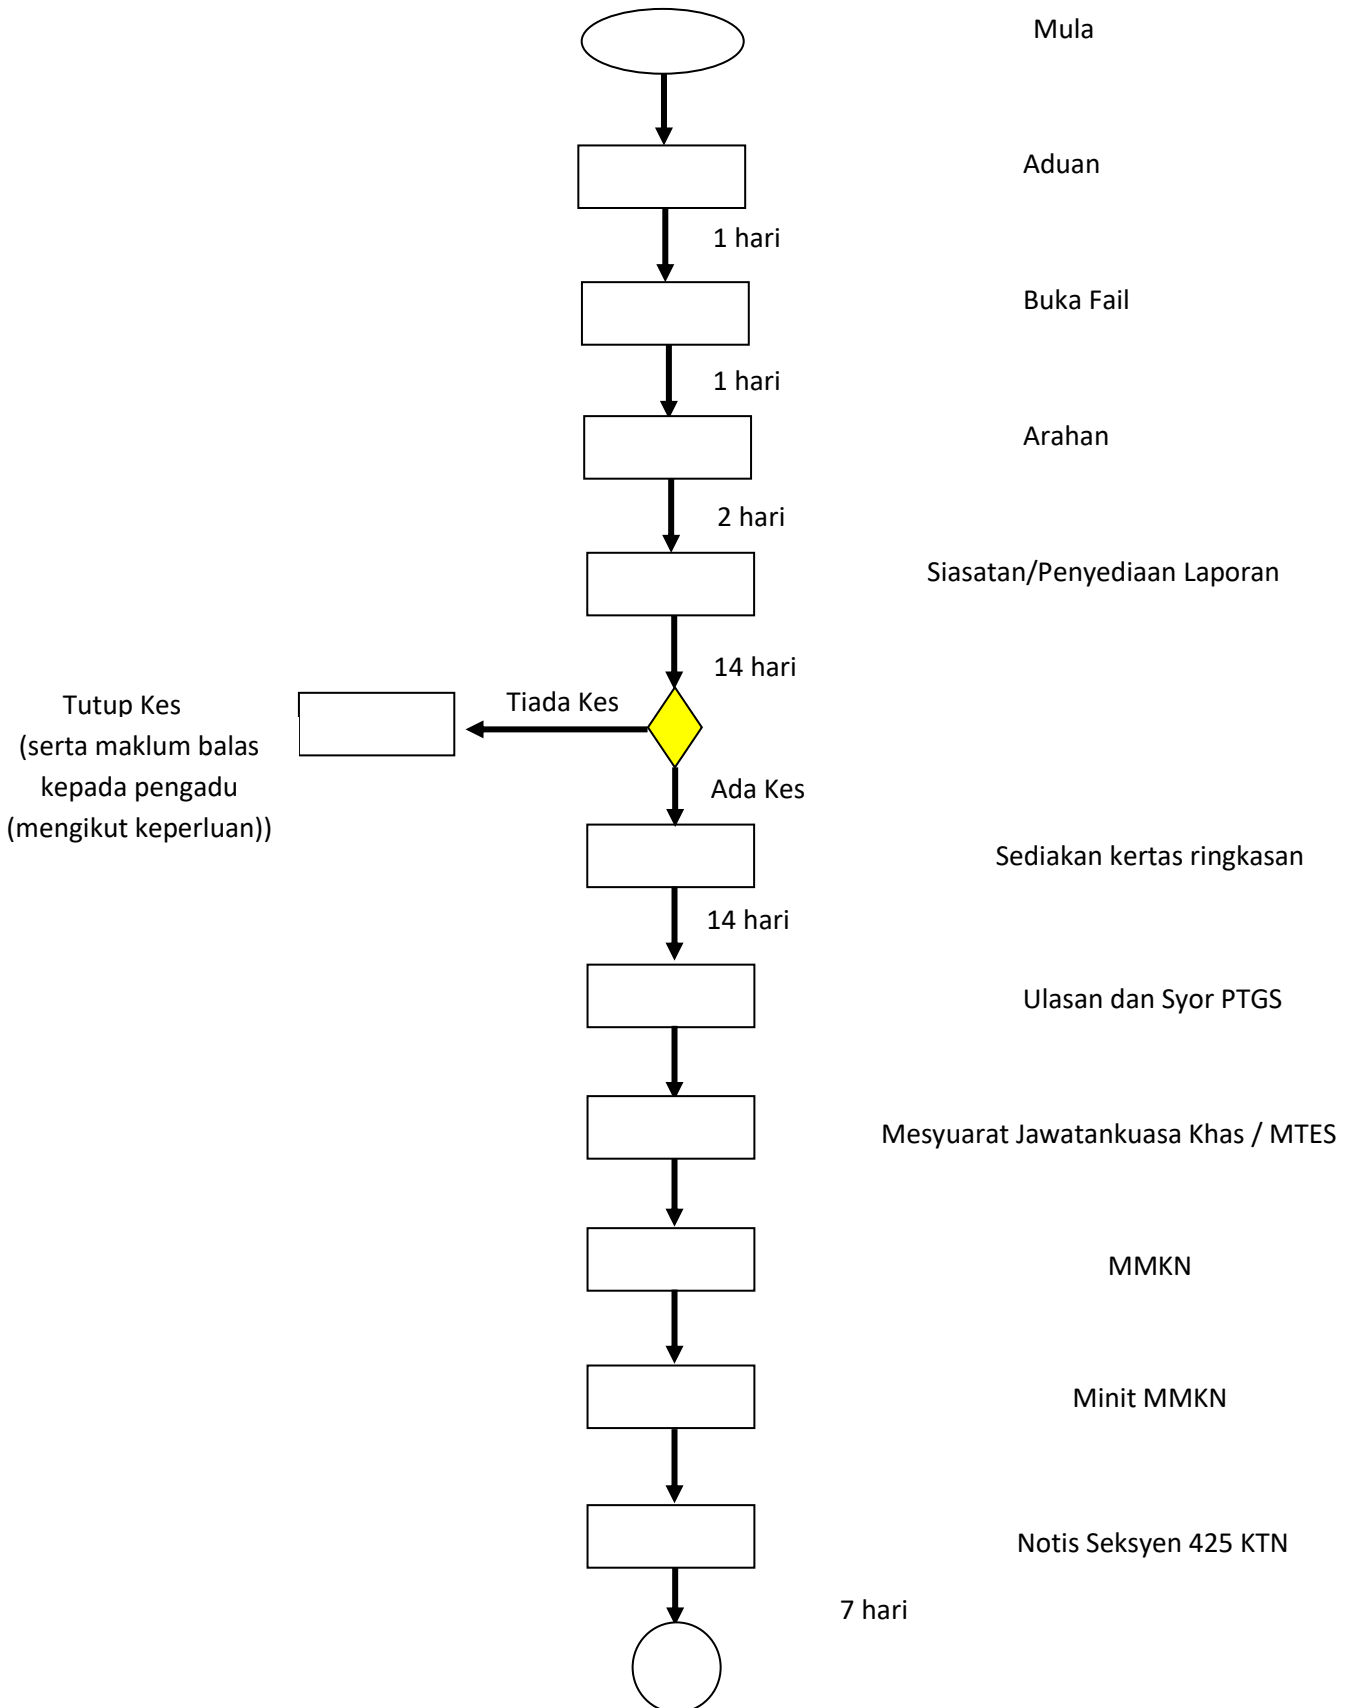 Mula
Aduan
1 hari
Buka Fail
1 hari
Arahan
2 hari
Siasatan/Penyediaan Laporan
14 hari
Tiada Kes
Tutup Kes
(serta maklum balas
kepada pengadu
(mengikut keperluan))
Ada Kes
Sediakan kertas ringkasan
14 hari
Ulasan dan Syor PTGS
Mesyuarat Jawatankuasa Khas / MTES
MMKN
Minit MMKN
Notis Seksyen 425 KTN
7 hari